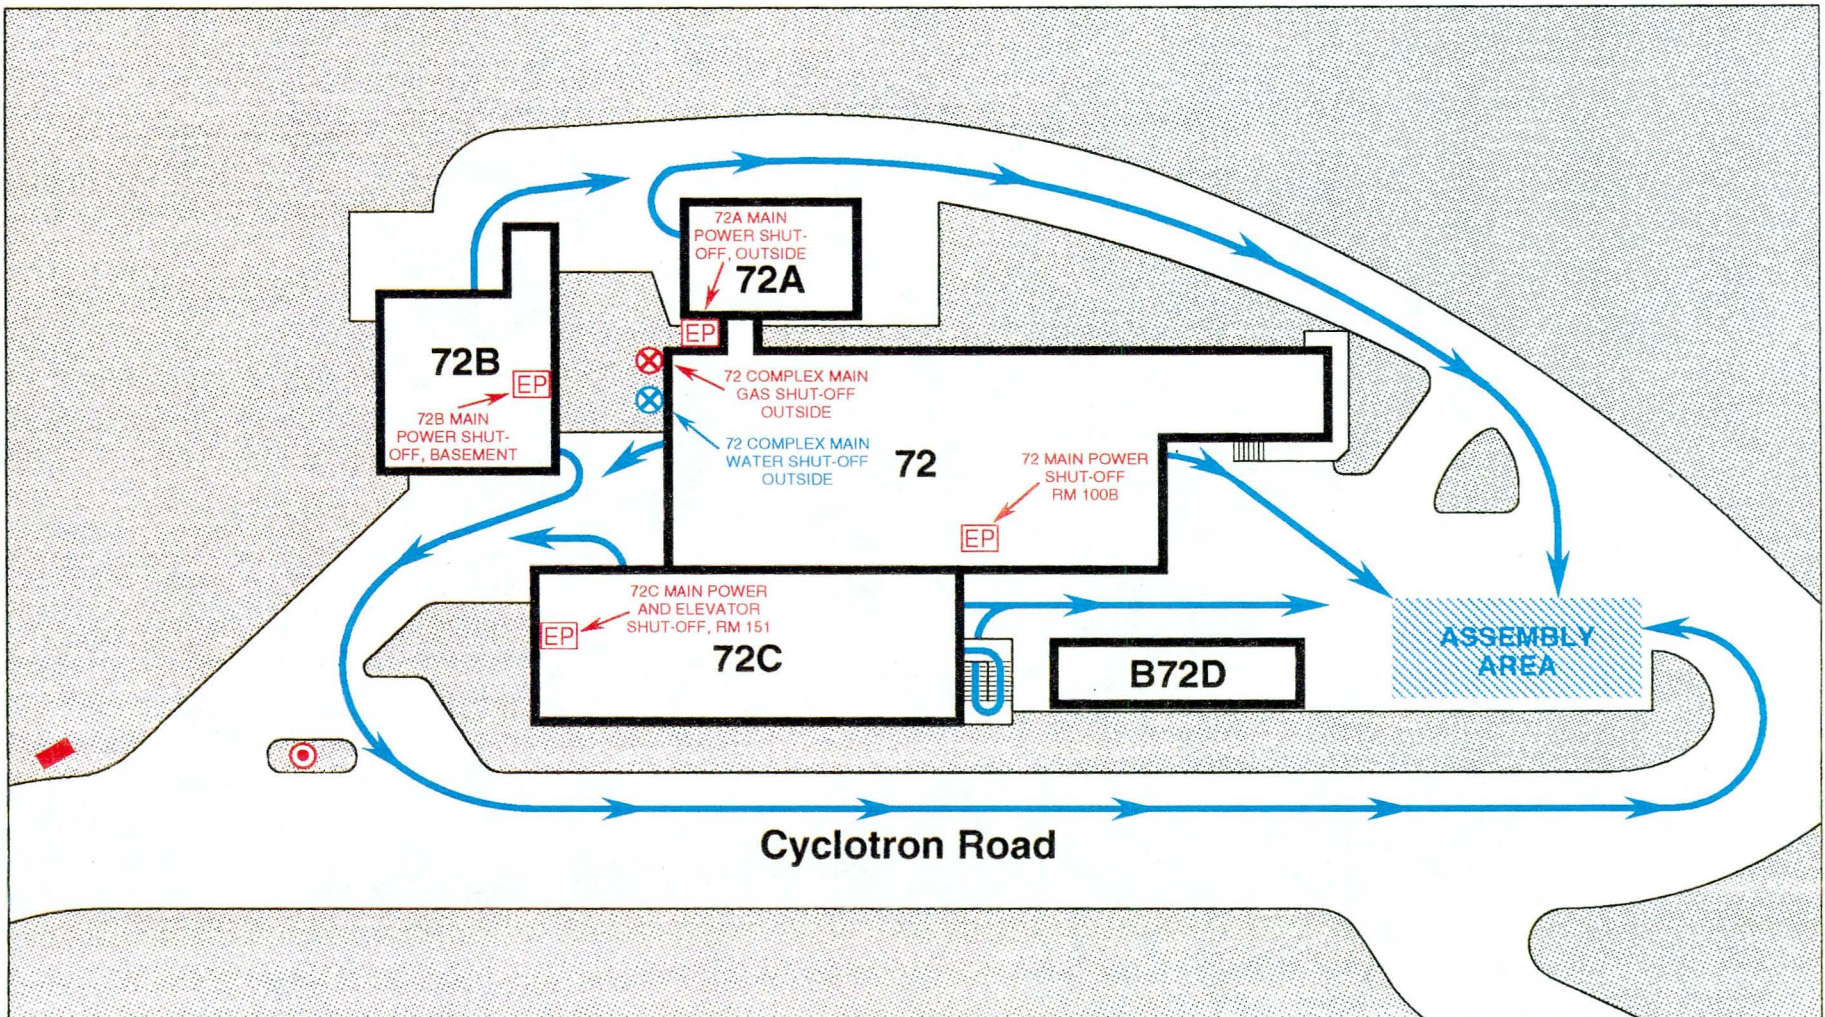 72A MAIN
POWER SHUT-
OFF, OUTSIDE
72A
EP
72B
EP
72B MAIN
POWER SHUT-
OFF, BASEMENT
72 COMPLEX MAIN
GAS SHUT-OFF
OUTSIDE
72 COMPLEX MAIN
WATER SHUT-OFF
OUTSIDE
72
72 MAIN POWER
SHUT-OFF
RM 100B
EP
72C MAIN POWER
AND ELEVATOR
SHUT-OFF, RM 151
EP
72C
B72D
ASSEMBLY
AREA
Cyclotron Road